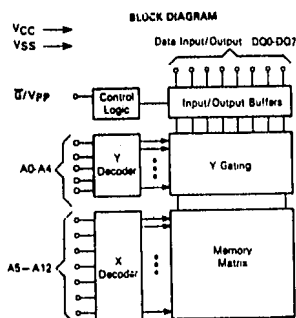 BLOCK DIAGRAM
VCC
VSS
Data Input/Output DQ0-DQ7
G/VPP
Control Logic
Input/Output Buffers
A0-A4
Y Decoder
Y Gating
A5-A12
X Decoder
Memory Matrix